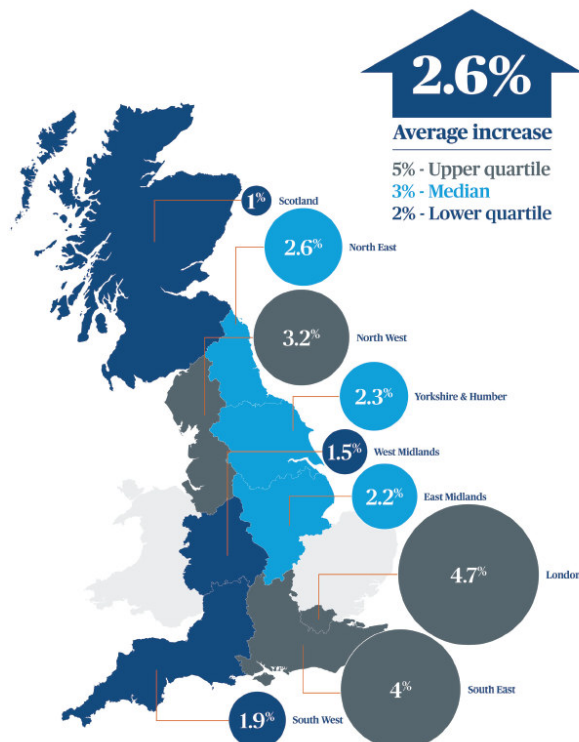 2.6%
Average increase
5% - Upper quartile
3% - Median
2% - Lower quartile
1%
Scotland
2.6%
North East
3.2%
North West
2.3%
Yorkshire & Humber
1.5%
West Midlands
2.2%
East Midlands
4.7%
London
4%
South East
1.9%
South West